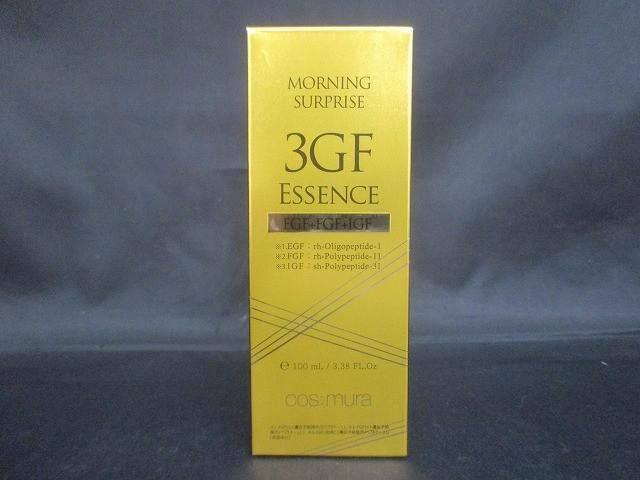 MORNING
SURPRISE
3GF
ESSENCE
EGF+FGF+IGF
※1.EGF : rh-Oligopeptide-1
※2 FGF : rh-Polypeptide-11
※3.IGF : sh-Polypeptide-31
℮ 100 ml. / 3.38 FL.Oz
cos:mura